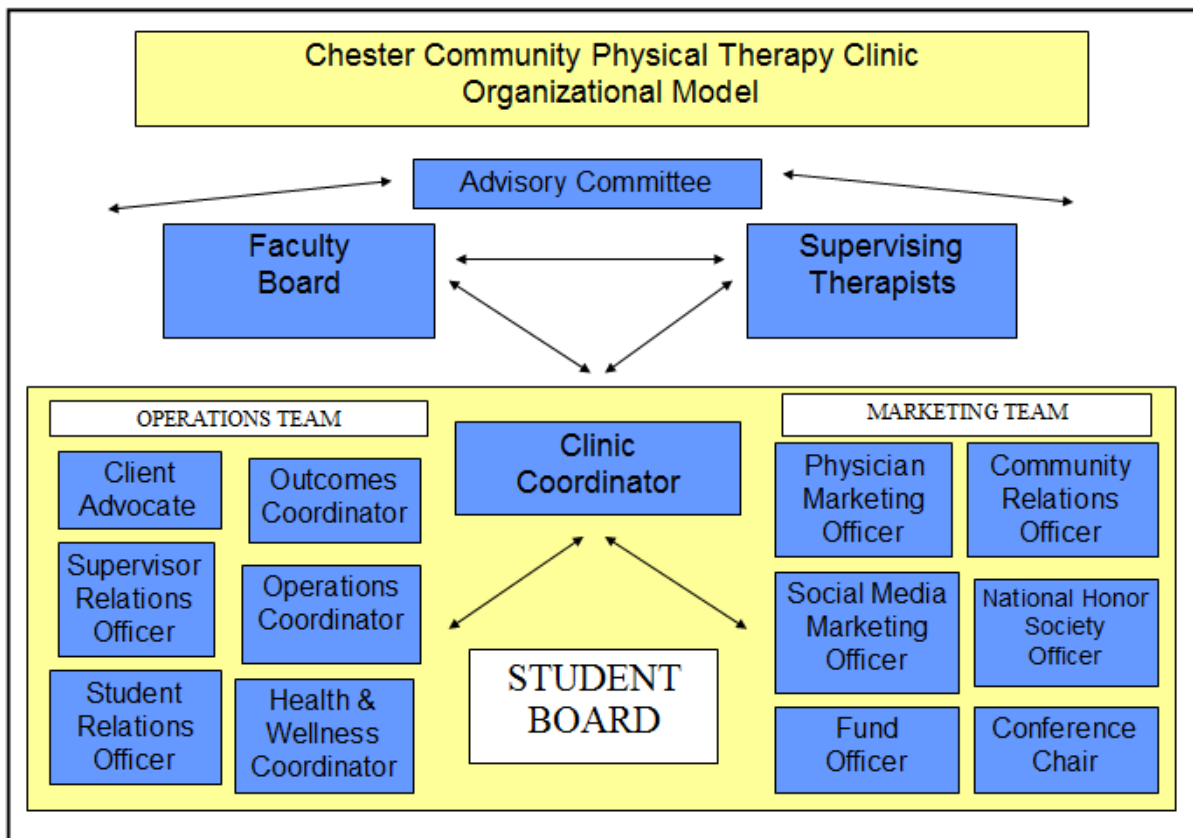 Chester Community Physical Therapy Clinic
Organizational Model
Advisory Committee
Faculty
Board
Supervising
Therapists
OPERATIONS TEAM
Client
Advocate
Outcomes
Coordinator
Supervisor
Relations
Officer
Operations
Coordinator
Student
Relations
Officer
Health &
Wellness
Coordinator
Clinic
Coordinator
STUDENT
BOARD
MARKETING TEAM
Physician
Marketing
Officer
Community
Relations
Officer
Social Media
Marketing
Officer
National Honor
Society
Officer
Fund
Officer
Conference
Chair